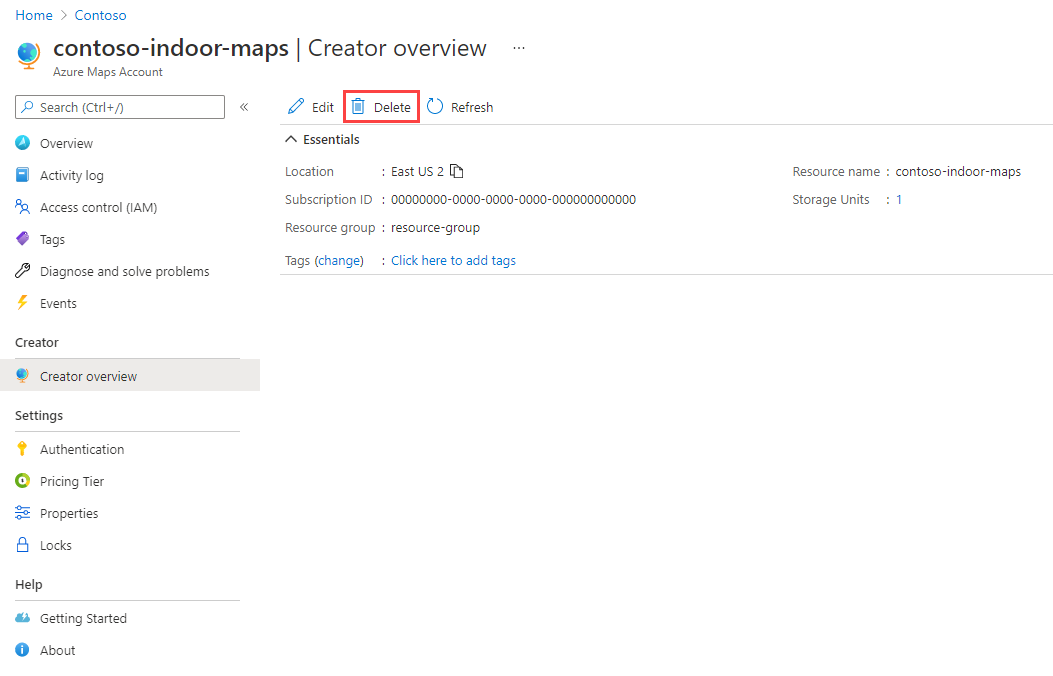 Home > Contoso
contoso-indoor-maps | Creator overview ...
Azure Maps Account
Search (Ctrl+/) «
Edit Delete Refresh
Overview
Activity log
Access control (IAM)
Tags
Diagnose and solve problems
Events
Creator
Creator overview
Settings
Authentication
Pricing Tier
Properties
Locks
Help
Getting Started
About
Essentials
Location : East US 2
Subscription ID : 00000000-0000-0000-0000-000000000000
Resource group : resource-group
Tags (change) : Click here to add tags
Resource name : contoso-indoor-maps
Storage Units : 1